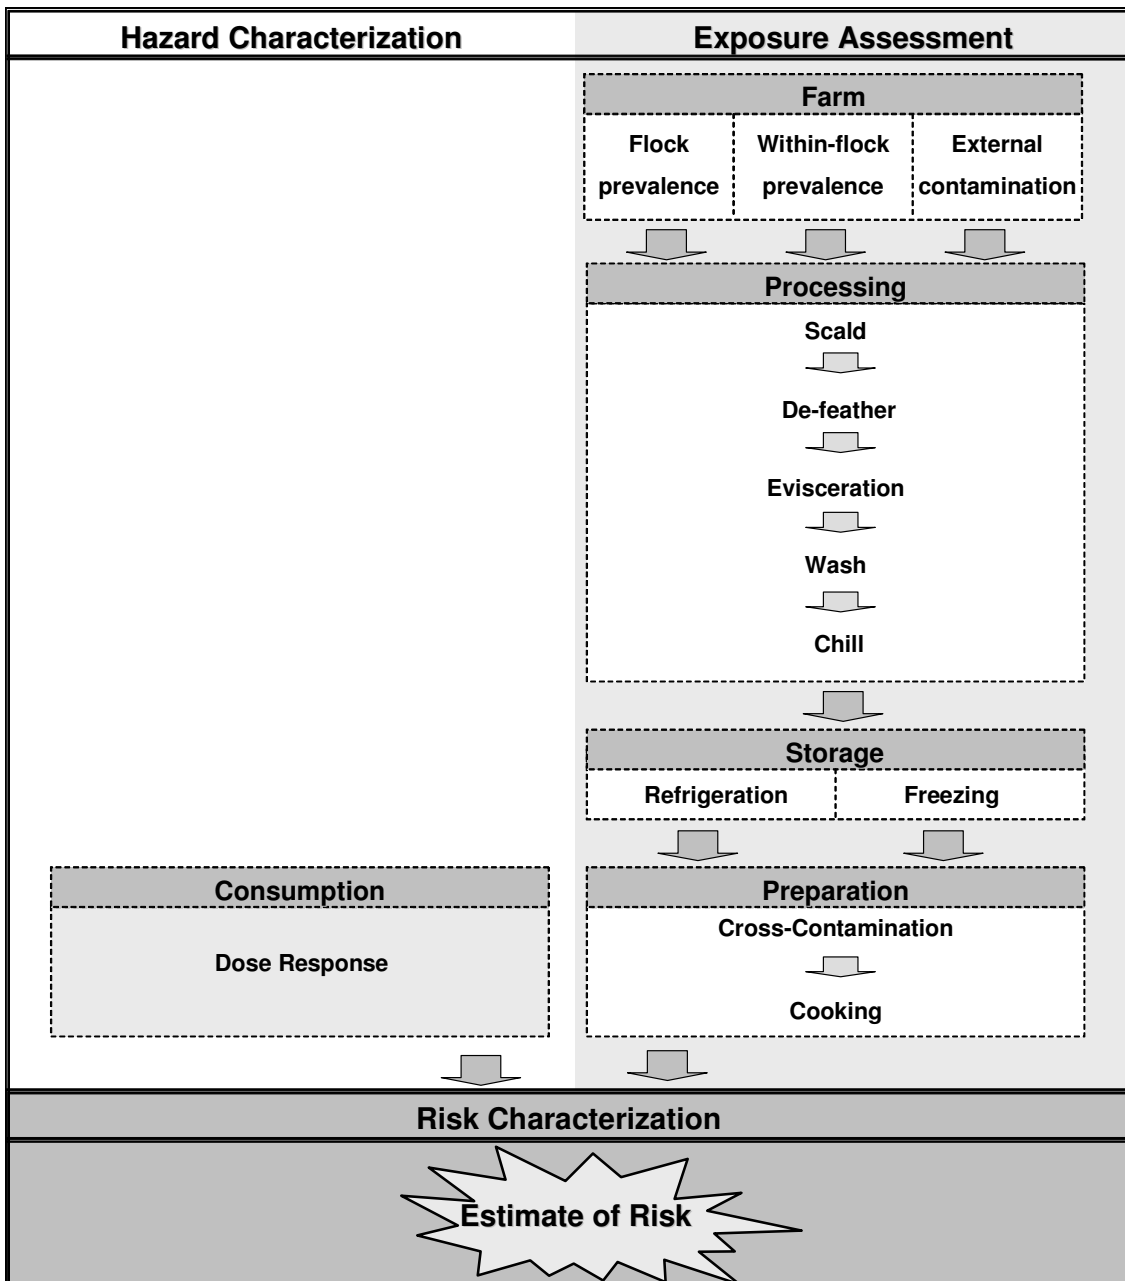 Hazard Characterization
Exposure Assessment
Farm
Flock
prevalence
Within-flock
prevalence
External
contamination
Processing
Scald
De-feather
Evisceration
Wash
Chill
Storage
Refrigeration
Freezing
Consumption
Dose Response
Preparation
Cross-Contamination
Cooking
Risk Characterization
Estimate of Risk